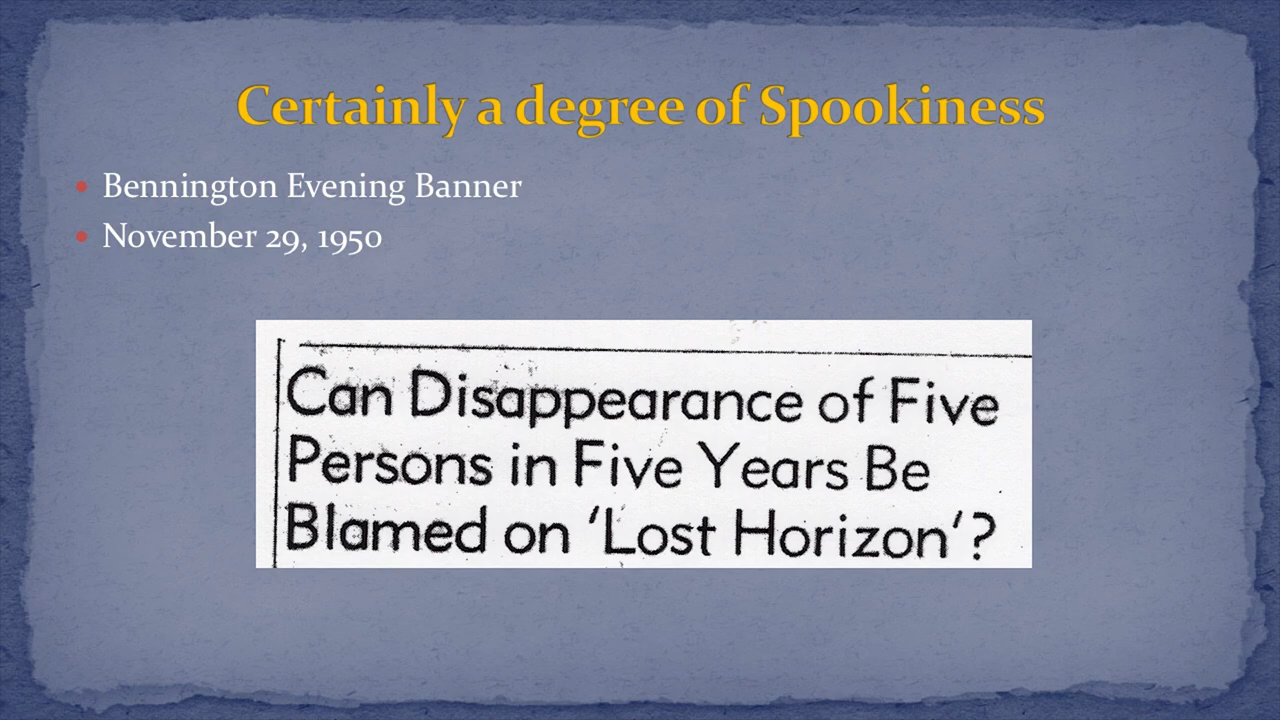 Certainly a degree of Spookiness
Bennington Evening Banner
November 29, 1950
Can Disappearance of Five
Persons in Five Years Be
Blamed on ‘Lost Horizon’?